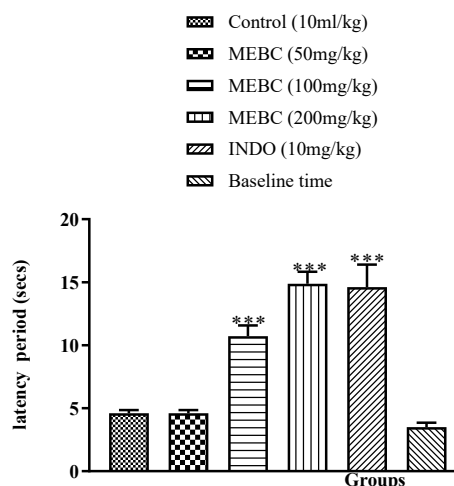 Control (10ml/kg)
MEBC (50mg/kg)
MEBC (100mg/kg)
MEBC (200mg/kg)
INDO (10mg/kg)
Baseline time
20
15
10
5
0
latency period (secs)
***
***
***
Groups